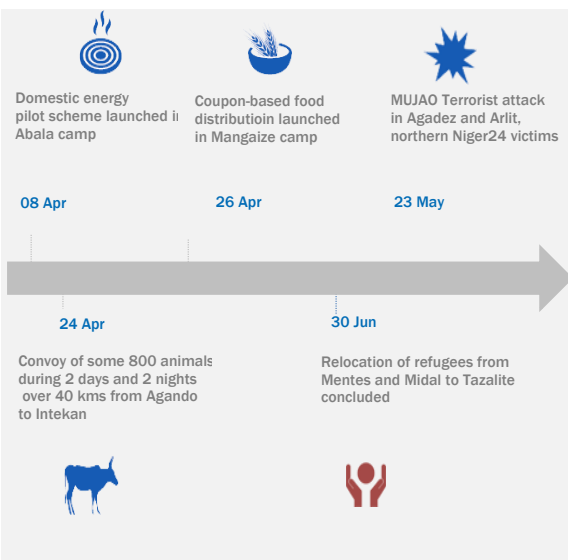 Domestic energy
pilot scheme launched in
Abala camp
Coupon-based food
distributioin launched
in Mangaize camp
MUJAO Terrorist attack
in Agadez and Arlit,
northern Niger24 victims
08 Apr
26 Apr
23 May
24 Apr
30 Jun
Convoy of some 800 animals
during 2 days and 2 nights
over 40 kms from Agando
to Intekan
Relocation of refugees from
Mentes and Midal to Tazalite
concluded